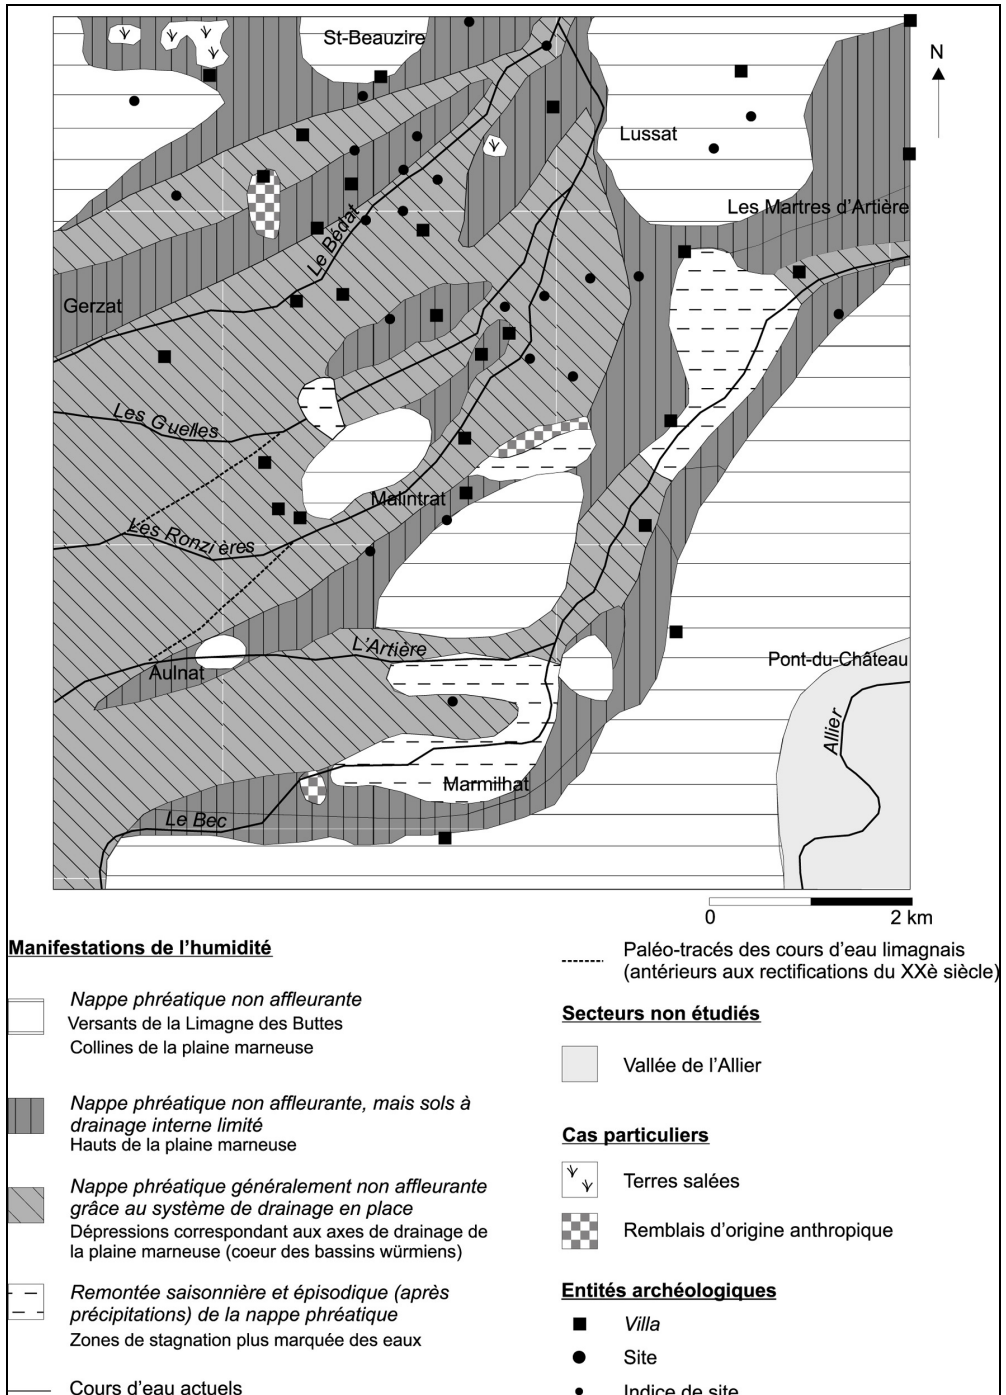 St-Beauzire
N
Lussat
Les Martres d'Artière
Le Bédat
Gerzat
Les Guelles
Malintrat
Les Ronzières
L'Artière
Aulnat
Pont-du-Château
Allier
Marmilhat
Le Bec
0 2 km
Manifestations de l'humidité
Nappe phréatique non affleurante
Versants de la Limagne des Buttes
Collines de la plaine marneuse
Nappe phréatique non affleurante, mais sols à
drainage interne limité
Hauts de la plaine marneuse
Nappe phréatique généralement non affleurante
grâce au système de drainage en place
Dépressions correspondant aux axes de drainage de
la plaine marneuse (coeur des bassins würmiens)
Remontée saisonnière et épisodique (après
précipitations) de la nappe phréatique
Zones de stagnation plus marquée des eaux
Cours d'eau actuels
Paléo-tracés des cours d'eau limagnais
(antérieurs aux rectifications du XXè siècle)
Secteurs non étudiés
Vallée de l'Allier
Cas particuliers
Terres salées
Remblais d'origine anthropique
Entités archéologiques
Villa
Site
Indice de site